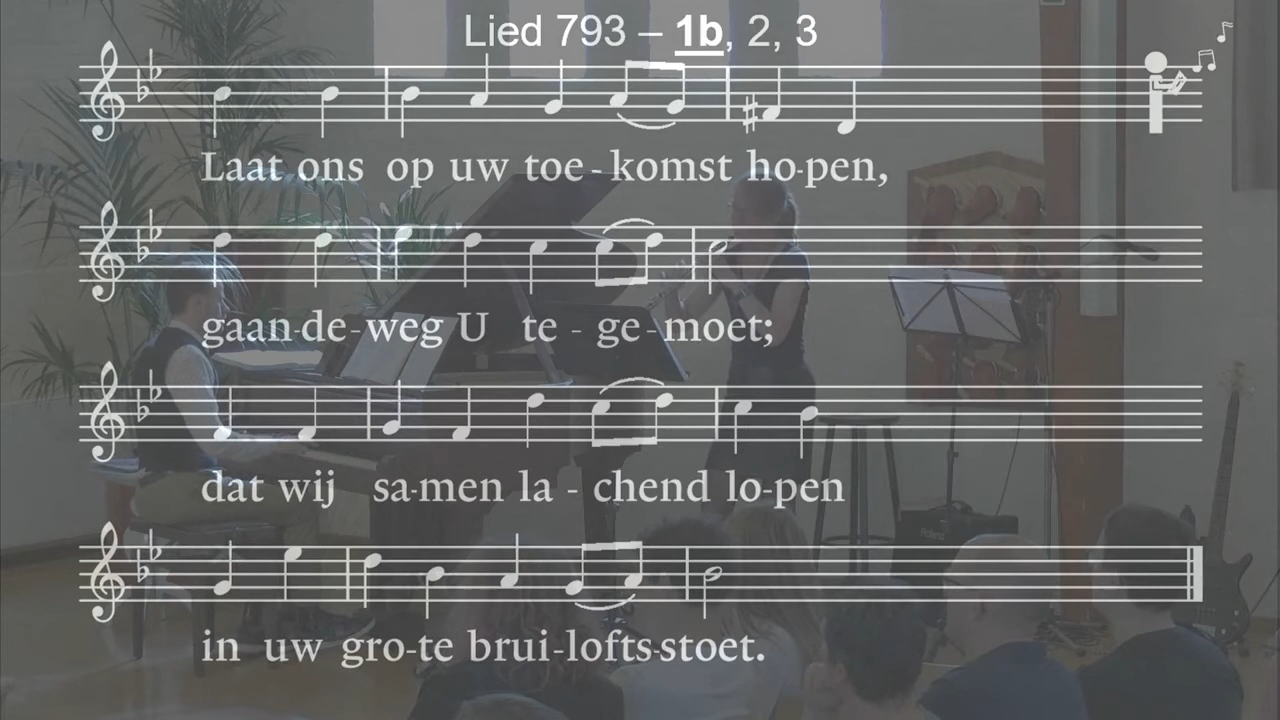 Lied 793 – 1b, 2, 3
Laat ons op uw toe - komst ho-pen,
gaan-de-weg U te - ge-moet;
dat wij sa-men la - chend lo-pen
in uw gro-te brui-lofts-stoet.
Roland